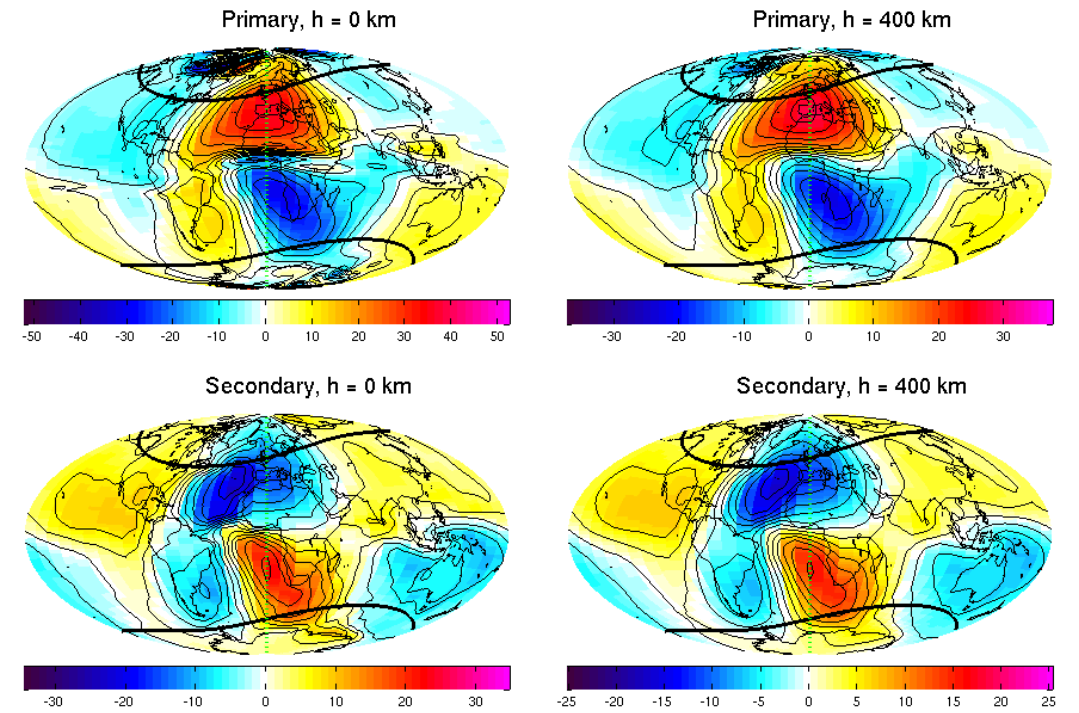 Primary, h = 0 km
Primary, h = 400 km
-50 -40 -30 -20 -10 0 10 20 30 40 50
-30 -20 -10 0 10 20 30
Secondary, h = 0 km
Secondary, h = 400 km
-30 -20 -10 0 10 20 30
-25 -20 -15 -10 -5 0 5 10 15 20 25